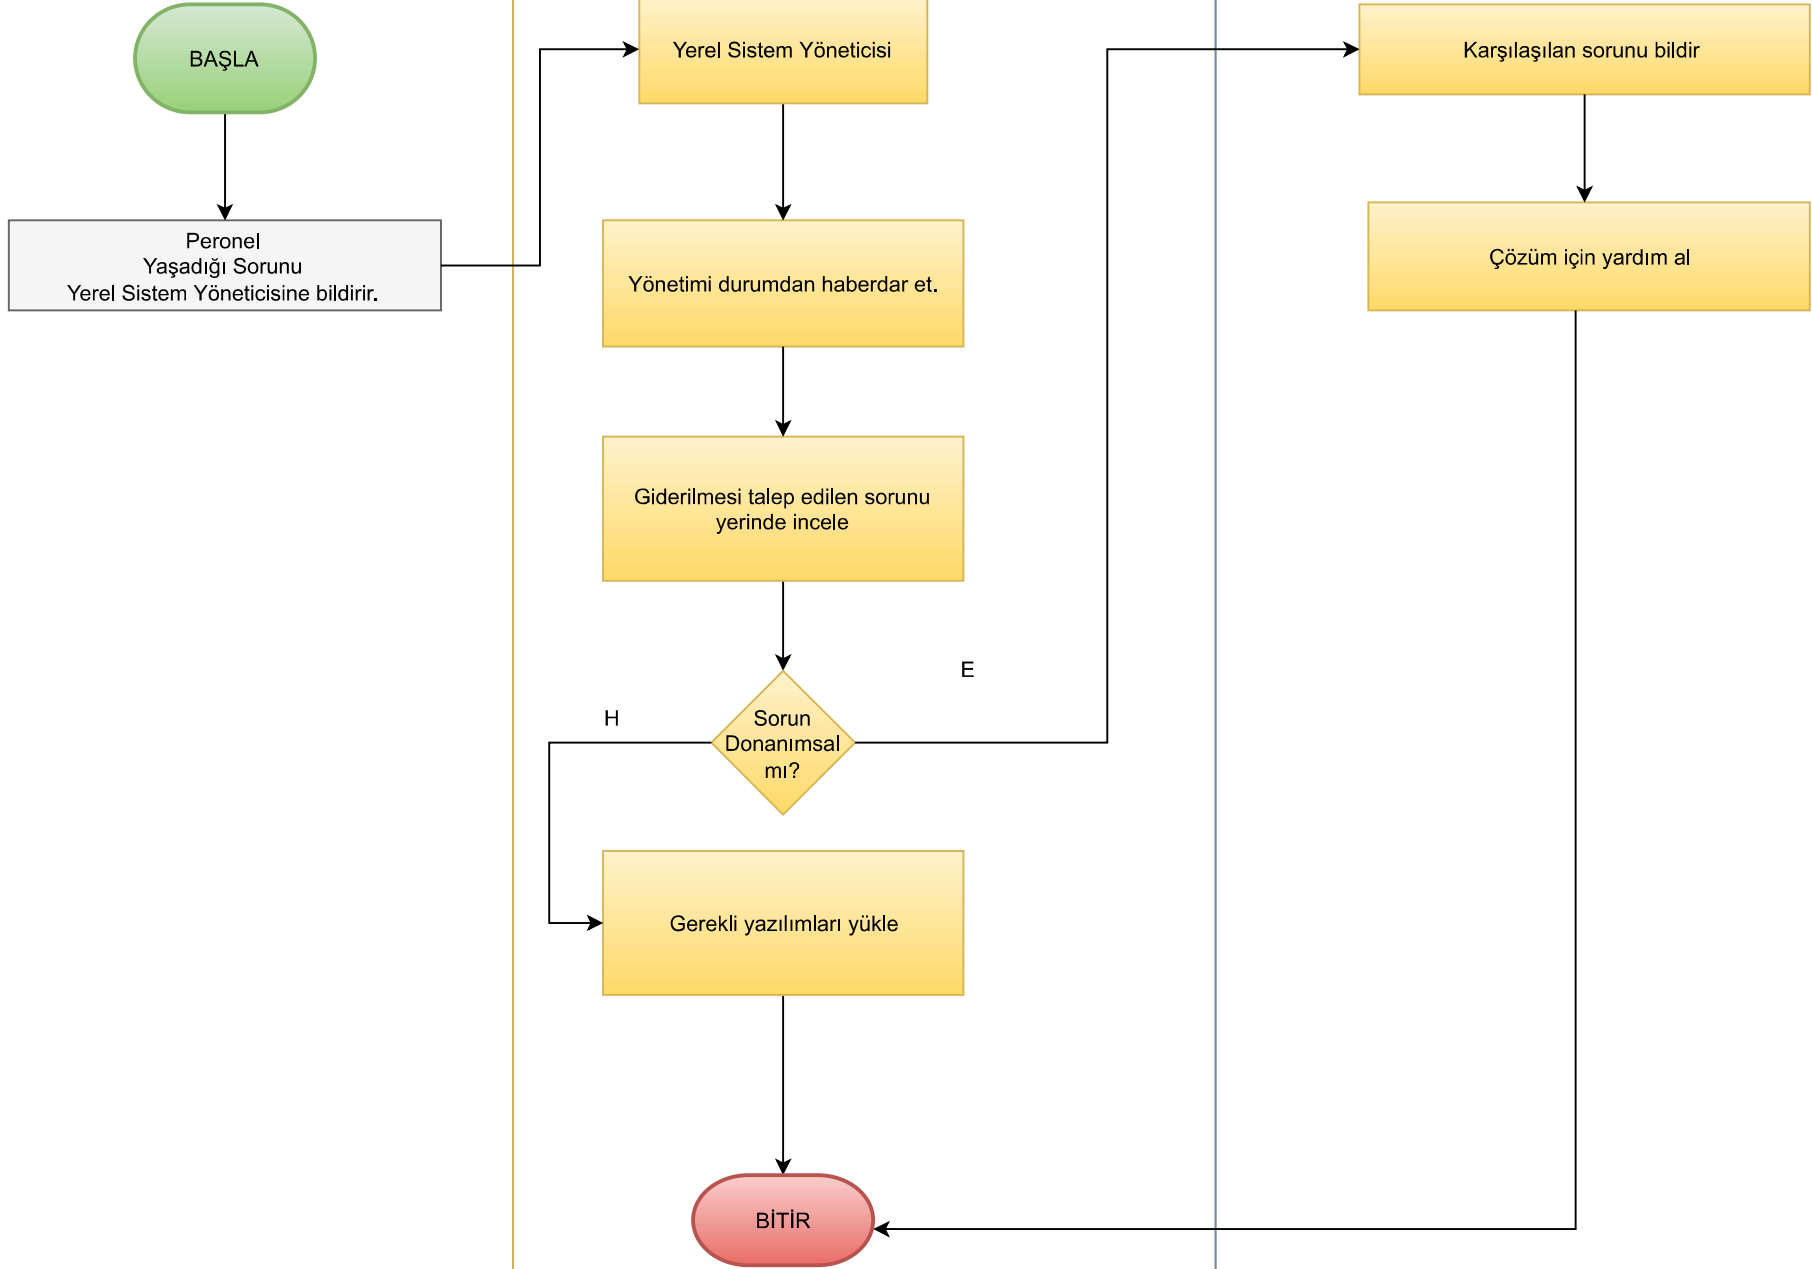 BAŞLA
Peronel
Yaşadığı Sorunu
Yerel Sistem Yöneticisine bildirir.
Yerel Sistem Yöneticisi
Yönetimi durumdan haberdar et.
Giderilmesi talep edilen sorunu
yerinde incele
Sorun
Donanımsal
mı?
H
E
Gerekli yazılımları yükle
BİTİR
Karşılaşılan sorunu bildir
Çözüm için yardım al